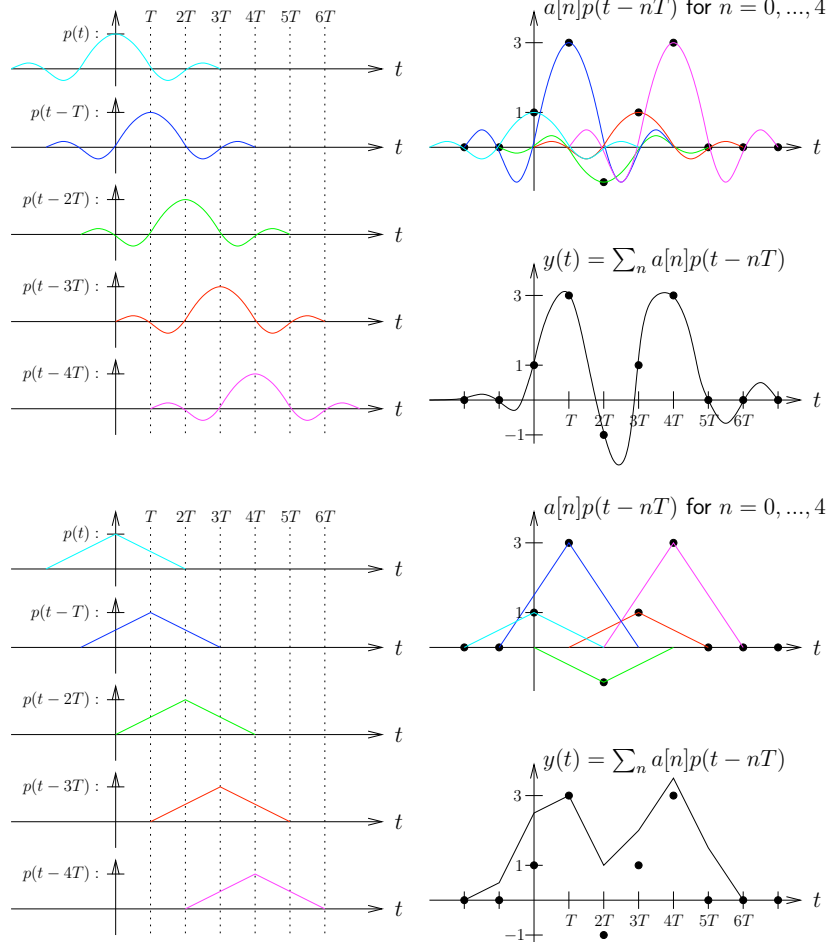 a[n]p(t − nT) for n = 0, ..., 4
p(t) :
T 2T 3T 4T 5T 6T
t
p(t − T) :
t
p(t − 2T) :
t
p(t − 3T) :
t
p(t − 4T) :
t
3
1
t
y(t) = ∑ₙ a[n]p(t − nT)
3
1
−1
T 2T 3T 4T 5T 6T
t
a[n]p(t − nT) for n = 0, ..., 4
p(t) :
T 2T 3T 4T 5T 6T
t
p(t − T) :
t
p(t − 2T) :
t
p(t − 3T) :
t
p(t − 4T) :
t
3
1
t
y(t) = ∑ₙ a[n]p(t − nT)
3
1
−1
T 2T 3T 4T 5T 6T
t